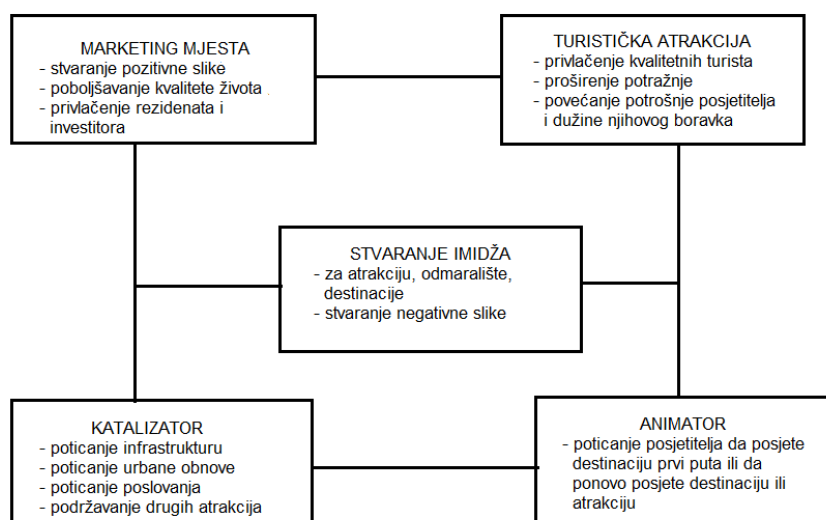 MARKETING MJESTA
- stvaranje pozitivne slike
- poboljšavanje kvalitete života
- privlačenje rezidenata i
investitora
TURISTIČKA ATRAKCIJA
- privlačenje kvalitetnih turista
- proširenje potražnje
- povećanje potrošnje posjetitelja
i dužine njihovog boravka
STVARANJE IMIDŽA
- za atrakciju, odmaralište,
destinacije
- stvaranje negativne slike
KATALIZATOR
- poticanje infrastrukturu
- poticanje urbane obnove
- poticanje poslovanja
- podržavanje drugih atrakcija
ANIMATOR
- poticanje posjetitelja da posjete
destinaciju prvi puta ili da
ponovo posjete destinaciju ili
atrakciju